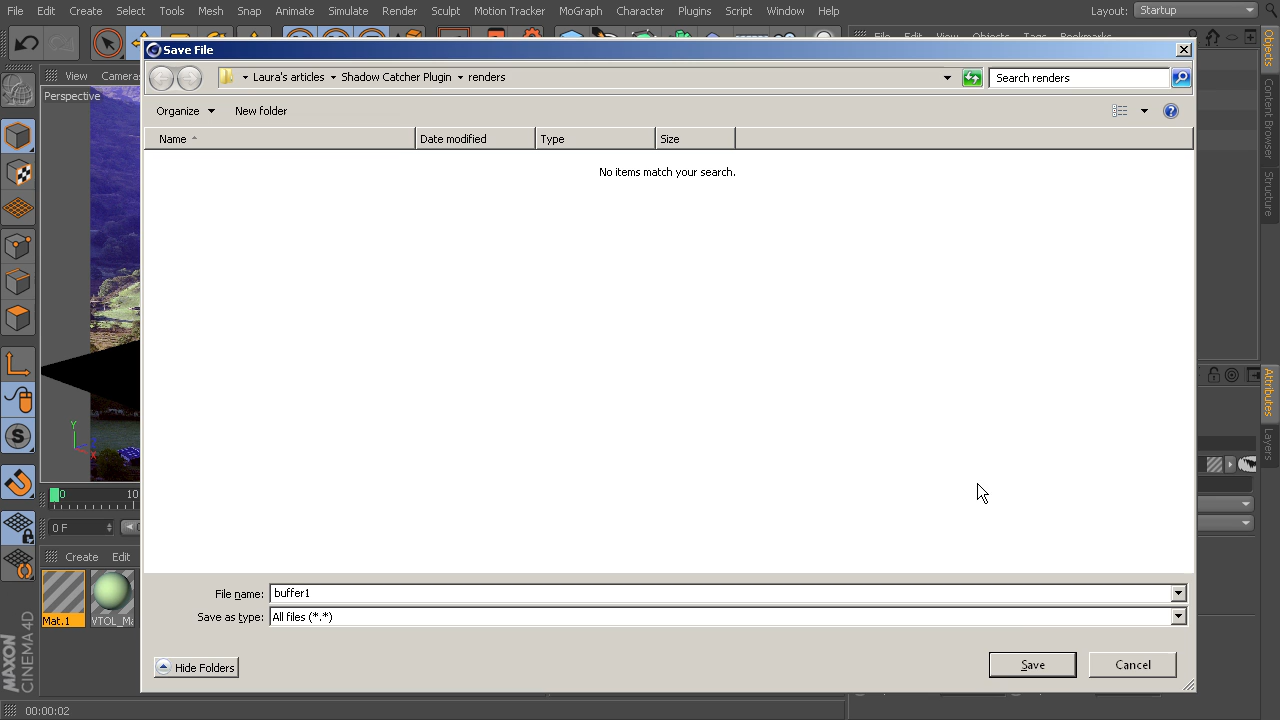 File Edit Create Select Tools Mesh Snap Animate Simulate Render Sculpt Motion Tracker MoGraph Character Plugins Script Window Help Layout: Startup
Save File
View Cameras
Perspective
Laura's articles Shadow Catcher Plugin renders
Search renders
Organize New folder
Name Date modified Type Size
No items match your search.
Objects
Content Browser
Structure
Attributes
Layers
Y
X
0 10
0 F
Create Edit
Mat.1 VTOL_Ma
File name: buffer1
Save as type: All files (*.*)
Hide Folders Save Cancel
MAXON
CINEMA 4D
00:00:02